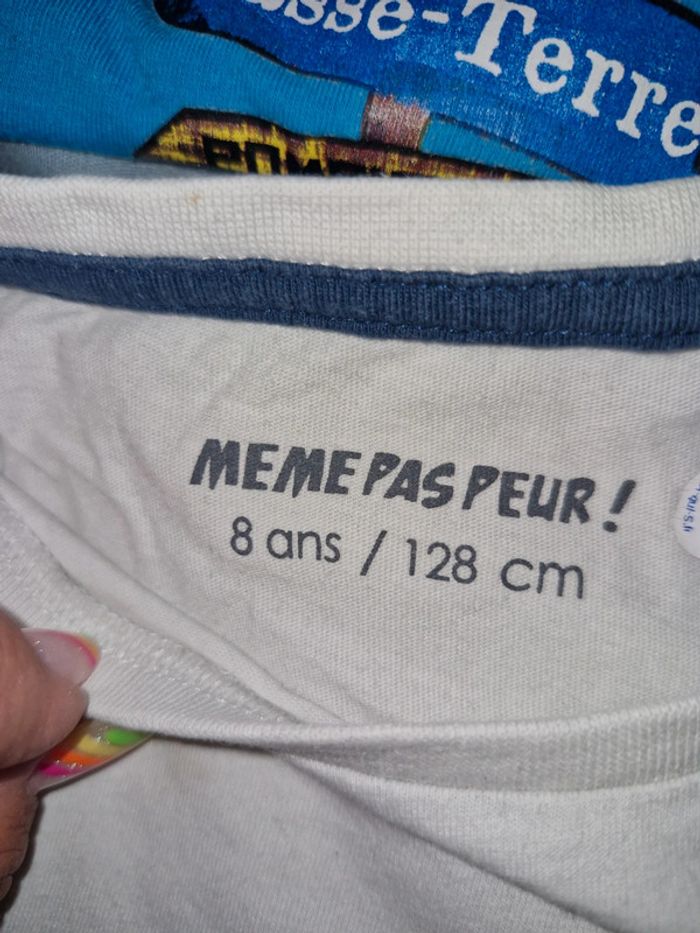 sse-Terre
MEME PAS PEUR !
8 ans / 128 cm